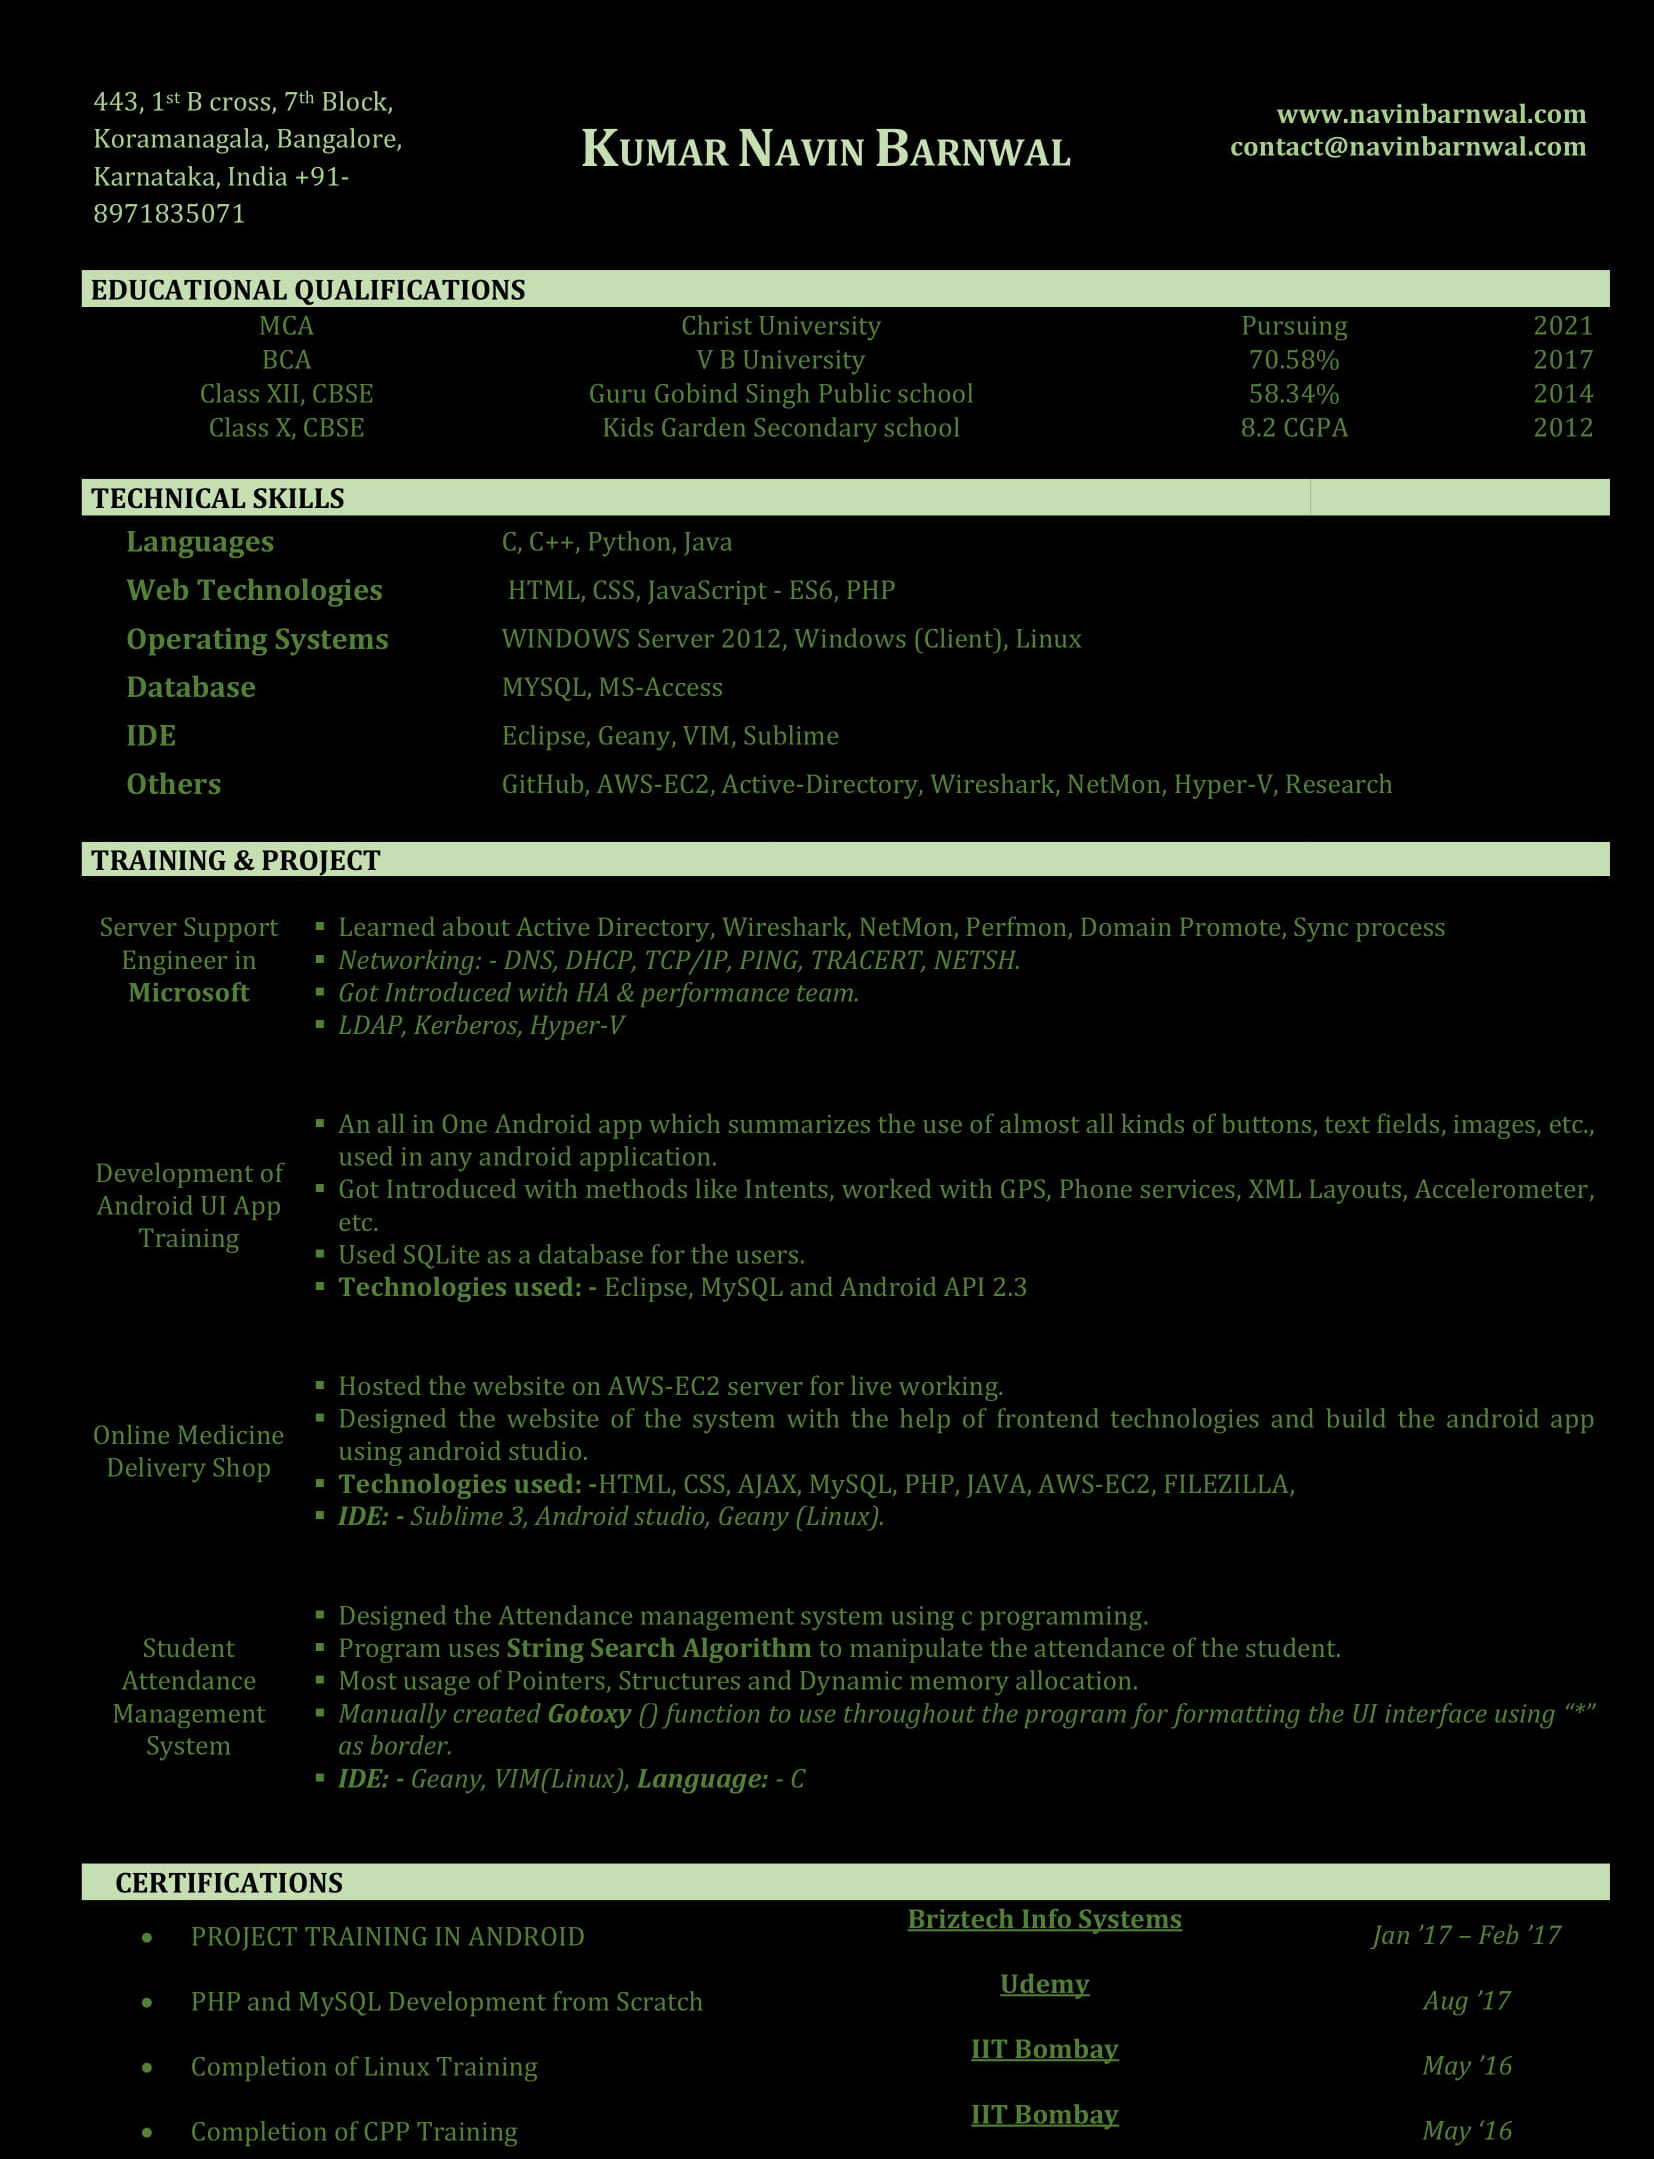 443, 1st B cross, 7th Block,
Koramanagala, Bangalore,
Karnataka, India +91-
8971835071
KUMAR NAVIN BARNWAL
www.navinbarnwal.com
contact@navinbarnwal.com
EDUCATIONAL QUALIFICATIONS
MCA Christ University Pursuing 2021
BCA V B University 70.58% 2017
Class XII, CBSE Guru Gobind Singh Public school 58.34% 2014
Class X, CBSE Kids Garden Secondary school 8.2 CGPA 2012
TECHNICAL SKILLS
Languages C, C++, Python, Java
Web Technologies HTML, CSS, JavaScript - ES6, PHP
Operating Systems WINDOWS Server 2012, Windows (Client), Linux
Database MYSQL, MS-Access
IDE Eclipse, Geany, VIM, Sublime
Others GitHub, AWS-EC2, Active-Directory, Wireshark, NetMon, Hyper-V, Research
TRAINING & PROJECT
Server Support
Engineer in
Microsoft
▪ Learned about Active Directory, Wireshark, NetMon, Perfmon, Domain Promote, Sync process
▪ Networking: - DNS, DHCP, TCP/IP, PING, TRACERT, NETSH.
▪ Got Introduced with HA & performance team.
▪ LDAP, Kerberos, Hyper-V
Development of
Android UI App
Training
▪ An all in One Android app which summarizes the use of almost all kinds of buttons, text fields, images, etc.,
used in any android application.
▪ Got Introduced with methods like Intents, worked with GPS, Phone services, XML Layouts, Accelerometer,
etc.
▪ Used SQLite as a database for the users.
▪ Technologies used: - Eclipse, MySQL and Android API 2.3
Online Medicine
Delivery Shop
▪ Hosted the website on AWS-EC2 server for live working.
▪ Designed the website of the system with the help of frontend technologies and build the android app
using android studio.
▪ Technologies used: -HTML, CSS, AJAX, MySQL, PHP, JAVA, AWS-EC2, FILEZILLA,
▪ IDE: - Sublime 3, Android studio, Geany (Linux).
Student
Attendance
Management
System
▪ Designed the Attendance management system using c programming.
▪ Program uses String Search Algorithm to manipulate the attendance of the student.
▪ Most usage of Pointers, Structures and Dynamic memory allocation.
▪ Manually created Gotoxy () function to use throughout the program for formatting the UI interface using “*”
as border.
▪ IDE: - Geany, VIM(Linux), Language: - C
CERTIFICATIONS
• PROJECT TRAINING IN ANDROID Briztech Info Systems Jan ’17 – Feb ’17
• PHP and MySQL Development from Scratch Udemy Aug ’17
• Completion of Linux Training IIT Bombay May ’16
• Completion of CPP Training IIT Bombay May ‘16